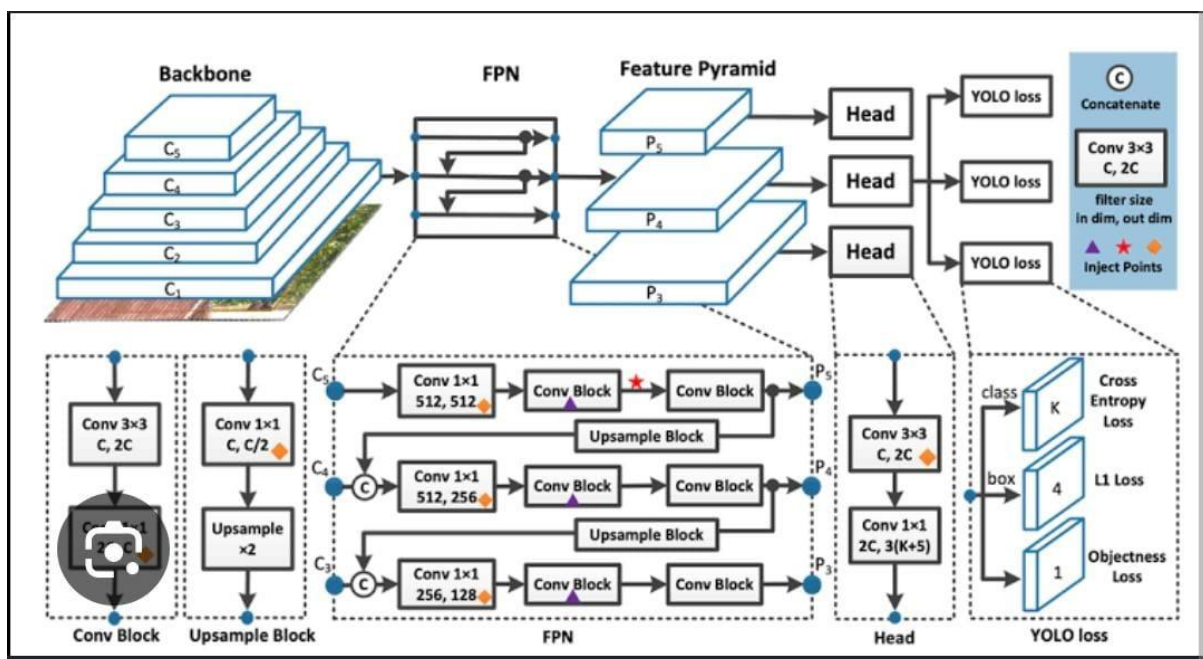 Backbone
FPN
Feature Pyramid
C5
C4
C3
C2
C1
P5
P4
P3
Head
Head
Head
YOLO loss
YOLO loss
YOLO loss
C
Concatenate
Conv 3×3
C, 2C
filter size
in dim, out dim
Inject Points
Conv 3×3
C, 2C
Conv Block
Conv 1×1
C, C/2
Upsample
×2
Upsample Block
C5
Conv 1×1
512, 512
Conv Block
Conv Block
P5
Upsample Block
C4
C
Conv 1×1
512, 256
Conv Block
Conv Block
P4
Upsample Block
C3
C
Conv 1×1
256, 128
Conv Block
Conv Block
P3
FPN
Conv 3×3
C, 2C
Conv 1×1
2C, 3(K+5)
Head
class
K
Cross
Entropy
Loss
box
4
L1 Loss
1
Objectness
Loss
YOLO loss